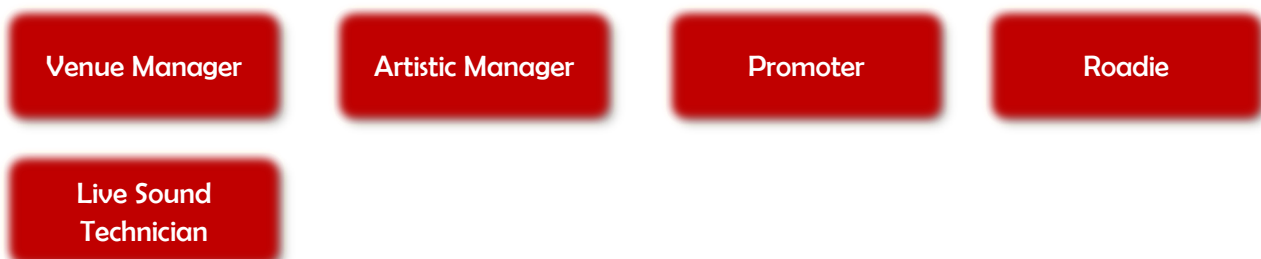 Venue Manager
Artistic Manager
Promoter
Roadie
Live Sound
Technician